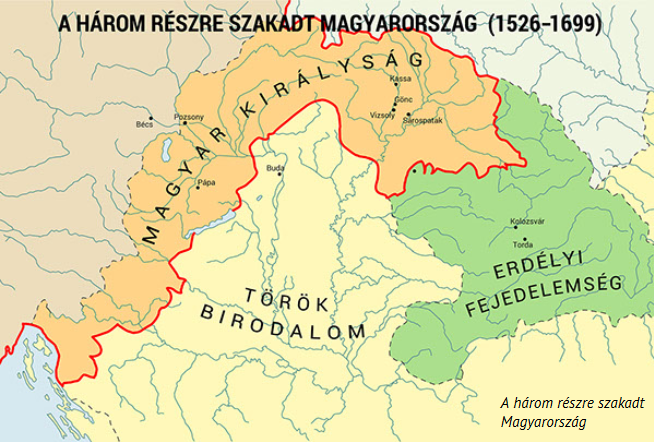 A HÁROM RÉSZRE SZAKADT MAGYARORSZÁG (1526-1699)
MAGYAR KIRÁLYSÁG
Kassa
Gönc
Vizsoly
Sárospatak
Bécs
Pozsony
Pápa
Buda
Kolozsvár
Torda
ERDÉLYI
FEJEDELEMSÉG
TÖRÖK
BIRODALOM
A három részre szakadt
Magyarország